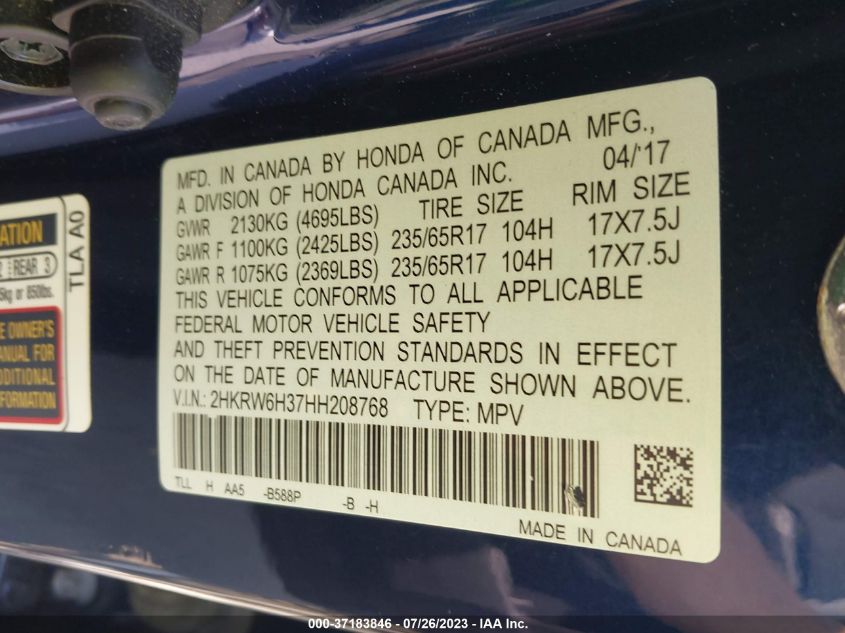 MFD. IN CANADA BY HONDA OF CANADA MFG.,
A DIVISION OF HONDA CANADA INC. 04/'17
GVWR 2130KG (4695LBS) TIRE SIZE RIM SIZE
GAWR F 1100KG (2425LBS) 235/65R17 104H 17X7.5J
GAWR R 1075KG (2369LBS) 235/65R17 104H 17X7.5J
THIS VEHICLE CONFORMS TO ALL APPLICABLE
FEDERAL MOTOR VEHICLE SAFETY
AND THEFT PREVENTION STANDARDS IN EFFECT
ON THE DATE OF MANUFACTURE SHOWN ABOVE.
V.I.N.: 2HKRW6H37HH208768 TYPE: MPV
TLL H AA5 -B588P -B -H
MADE IN CANADA
TLA A0
REAR 3
or 850lbs.
OWNER'S
FOR
000-37183846 / 07/26/2023 - IAA Inc.